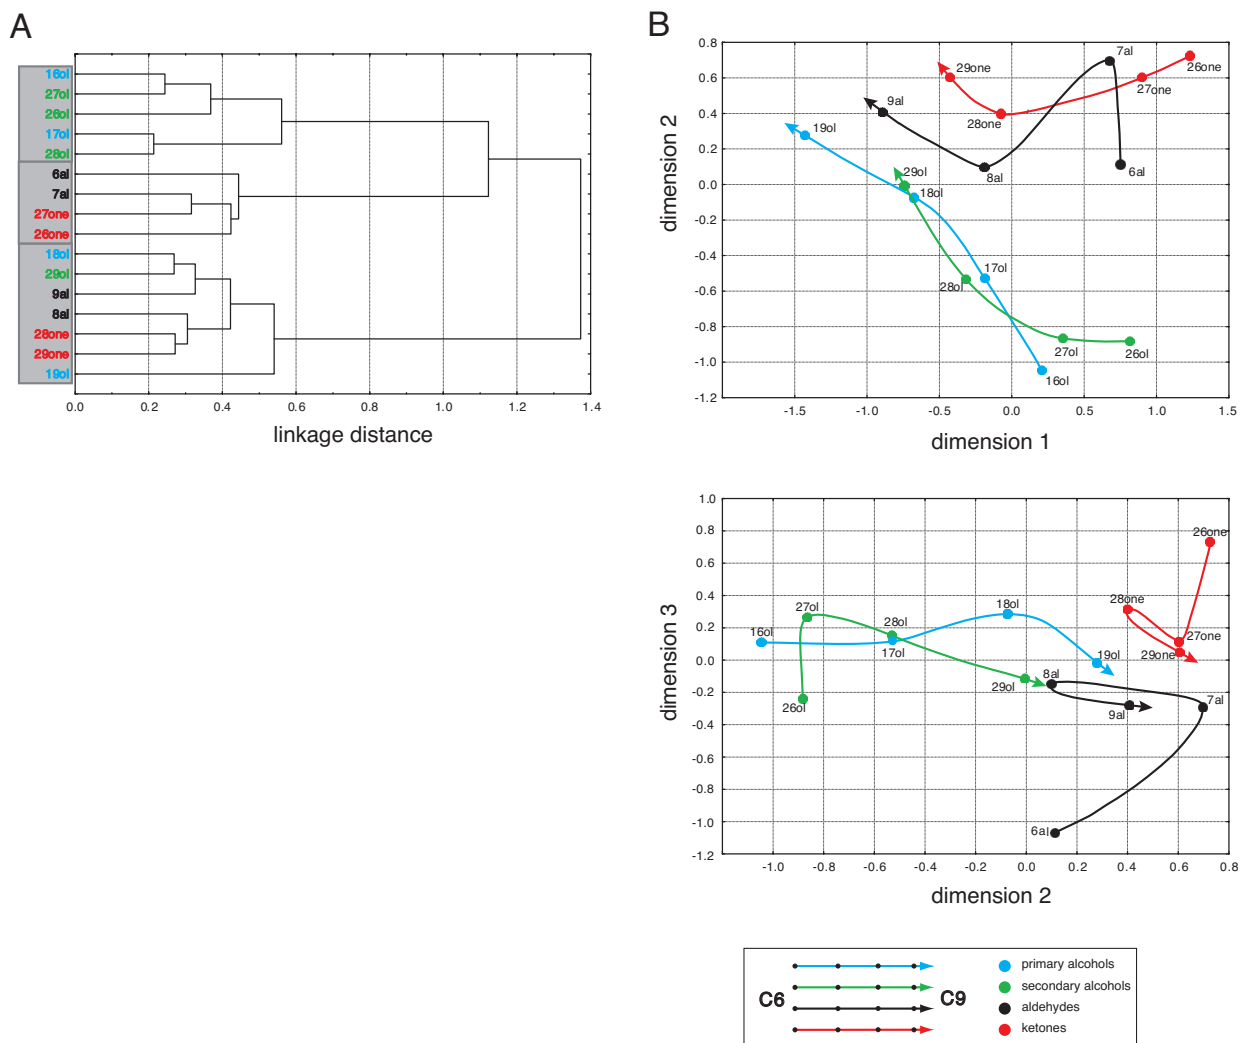 A
16ol
27ol
26ol
17ol
28ol
6al
7al
27one
26one
18ol
29ol
9al
8al
28one
29one
19ol
0.0 0.2 0.4 0.6 0.8 1.0 1.2 1.4
linkage distance
B
dimension 2
0.8
0.6
0.4
0.2
0.0
-0.2
-0.4
-0.6
-0.8
-1.0
-1.2
7al
26one
29one
27one
9al
28one
19ol
8al
6al
29ol
18ol
17ol
28ol
27ol
26ol
16ol
-1.5 -1.0 -0.5 0.0 0.5 1.0 1.5
dimension 1
dimension 3
1.0
0.8
0.6
0.4
0.2
0.0
-0.2
-0.4
-0.6
-0.8
-1.0
-1.2
26one
28one
27ol
18ol
28ol
16ol
27one
17ol
29one
19ol
8al
29ol
7al
26ol
9al
6al
-1.0 -0.8 -0.6 -0.4 -0.2 0.0 0.2 0.4 0.6 0.8
dimension 2
C6
C9
primary alcohols
secondary alcohols
aldehydes
ketones